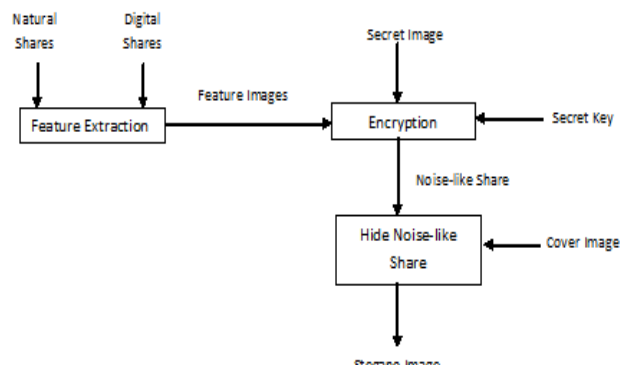 Natural
Shares
Digital
Shares
Secret Image
Feature Images
Feature Extraction
Encryption
Secret Key
Noise-like Share
Hide Noise-like
Share
Cover Image
Image